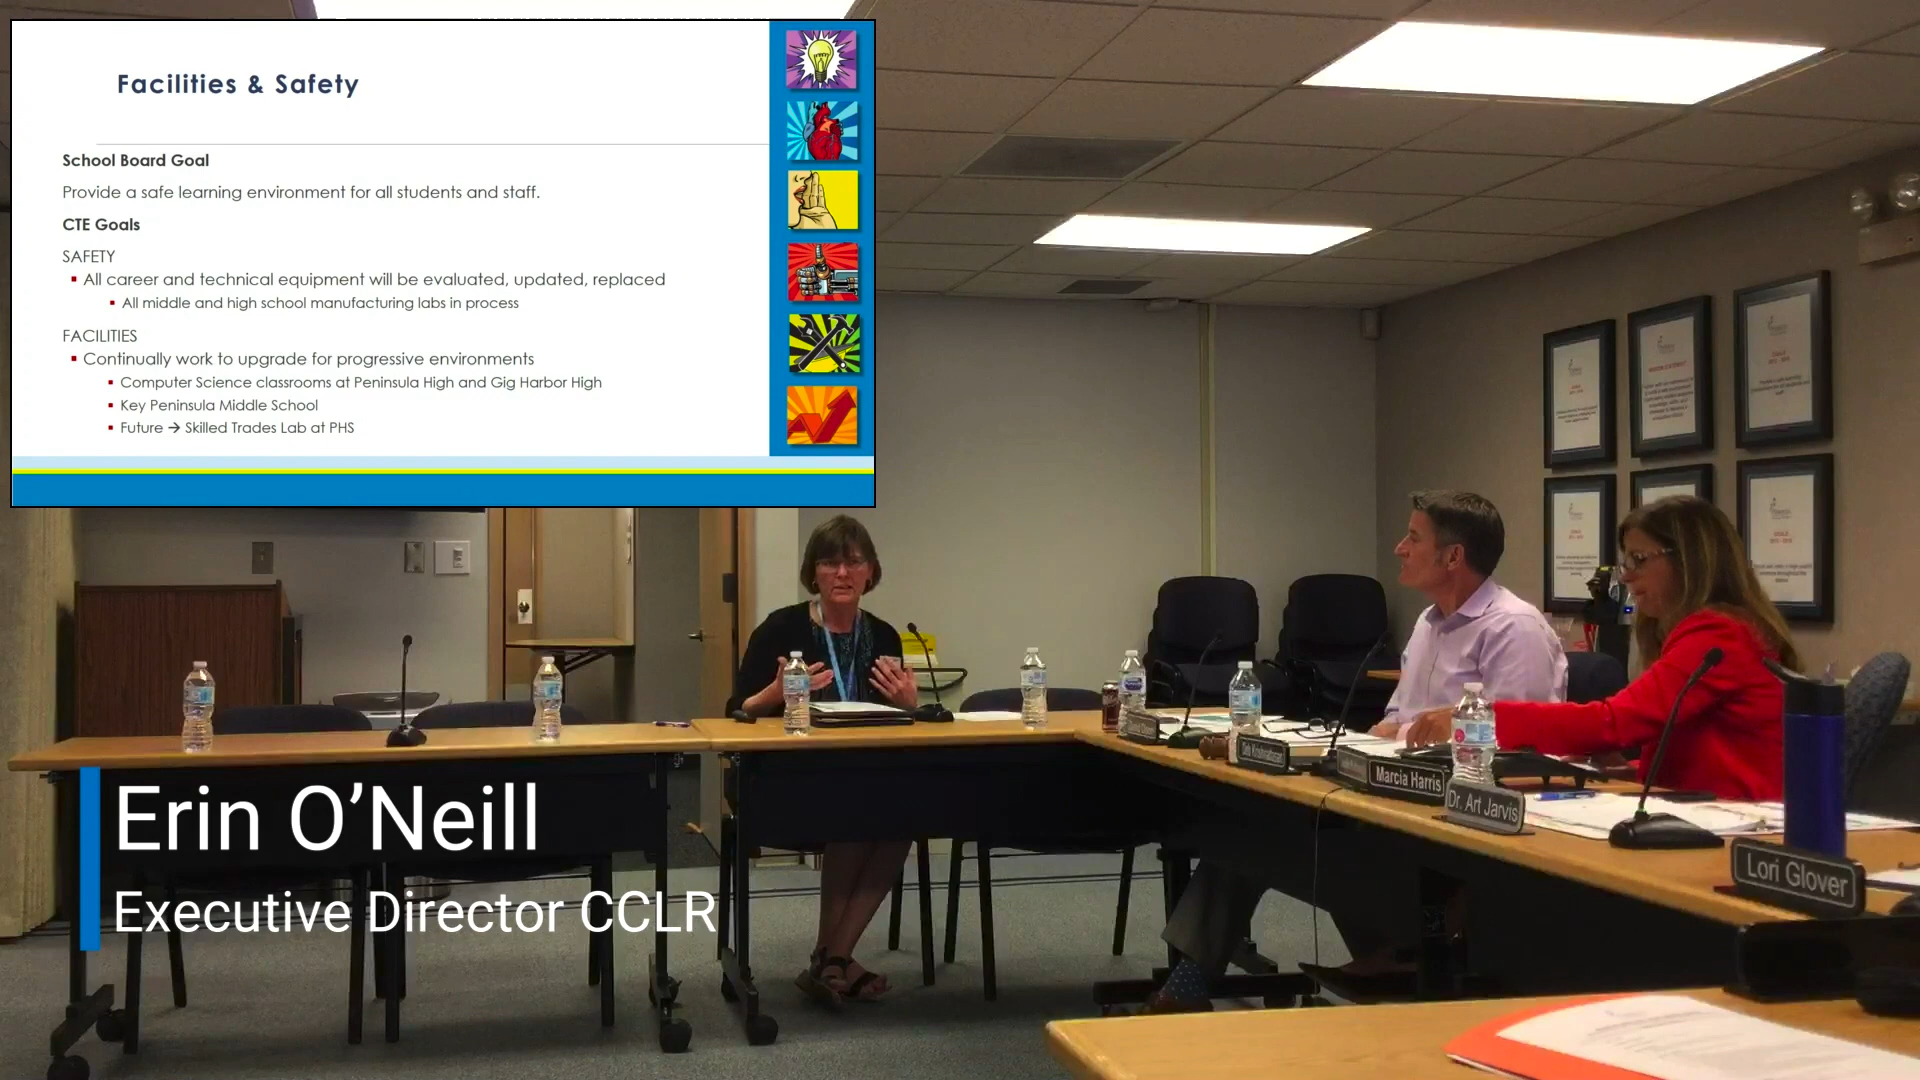 Facilities & Safety
School Board Goal
Provide a safe learning environment for all students and staff.
CTE Goals
SAFETY
▪ All career and technical equipment will be evaluated, updated, replaced
▪ All middle and high school manufacturing labs in process
FACILITIES
▪ Continually work to upgrade for progressive environments
▪ Computer Science classrooms at Peninsula High and Gig Harbor High
▪ Key Peninsula Middle School
▪ Future → Skilled Trades Lab at PHS
Marcia Harris
Dr. Art Jarvis
Lori Glover
Erin O’Neill
Executive Director CCLR